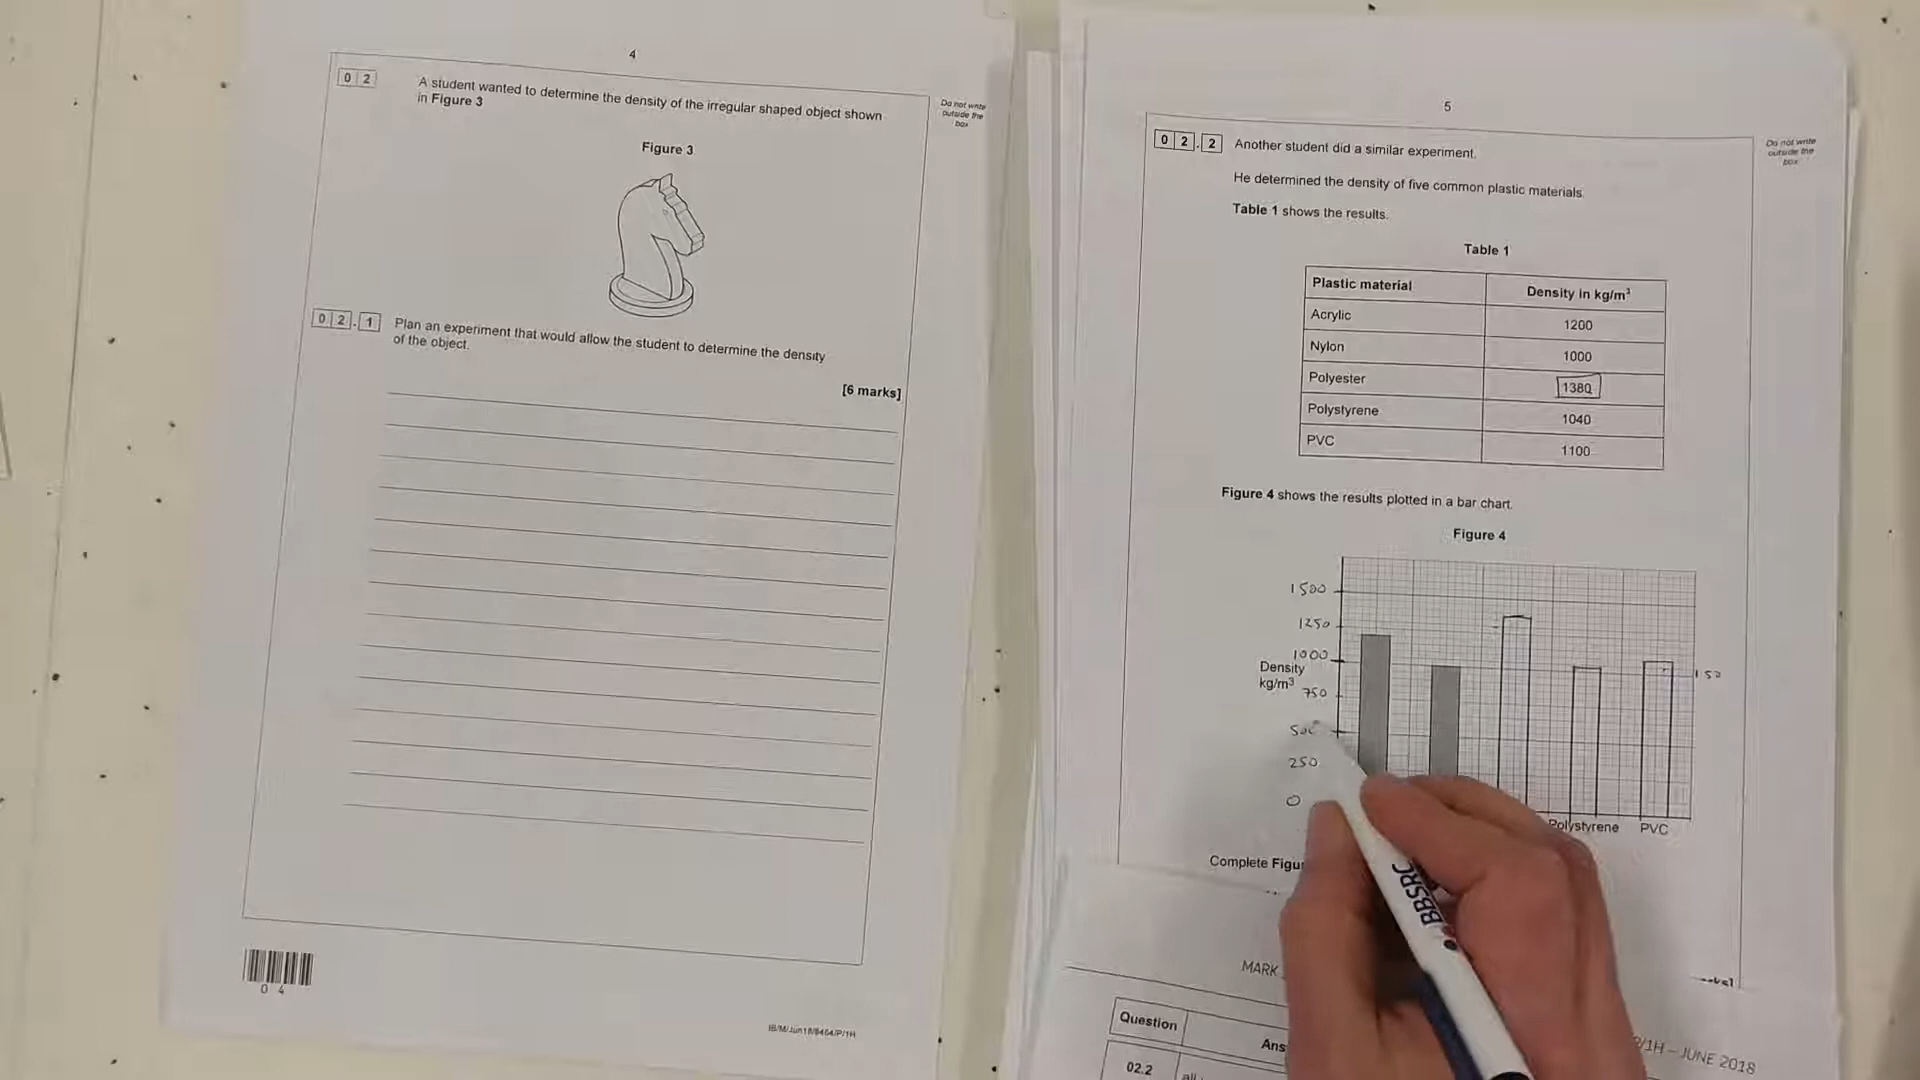 4
0 2
A student wanted to determine the density of the irregular shaped object shown
in Figure 3
Do not write
outside the
box
Figure 3
0 2 . 1
Plan an experiment that would allow the student to determine the density
of the object.
[6 marks]
0 4
IB/M/Jun18/8464/P/1H
5
0 2 . 2 Another student did a similar experiment.
Do not write
outside the
box
He determined the density of five common plastic materials.
Table 1 shows the results.
Table 1
Plastic material Density in kg/m³
Acrylic 1200
Nylon 1000
Polyester 1380
Polystyrene 1040
PVC 1100
Figure 4 shows the results plotted in a bar chart.
Figure 4
1500
1250
1000
Density
kg/m³
750
500
250
0
150
Polystyrene PVC
Complete Figu
BBSRC
MARK
P/1H – JUNE 2018
Question
Ans
02.2
all